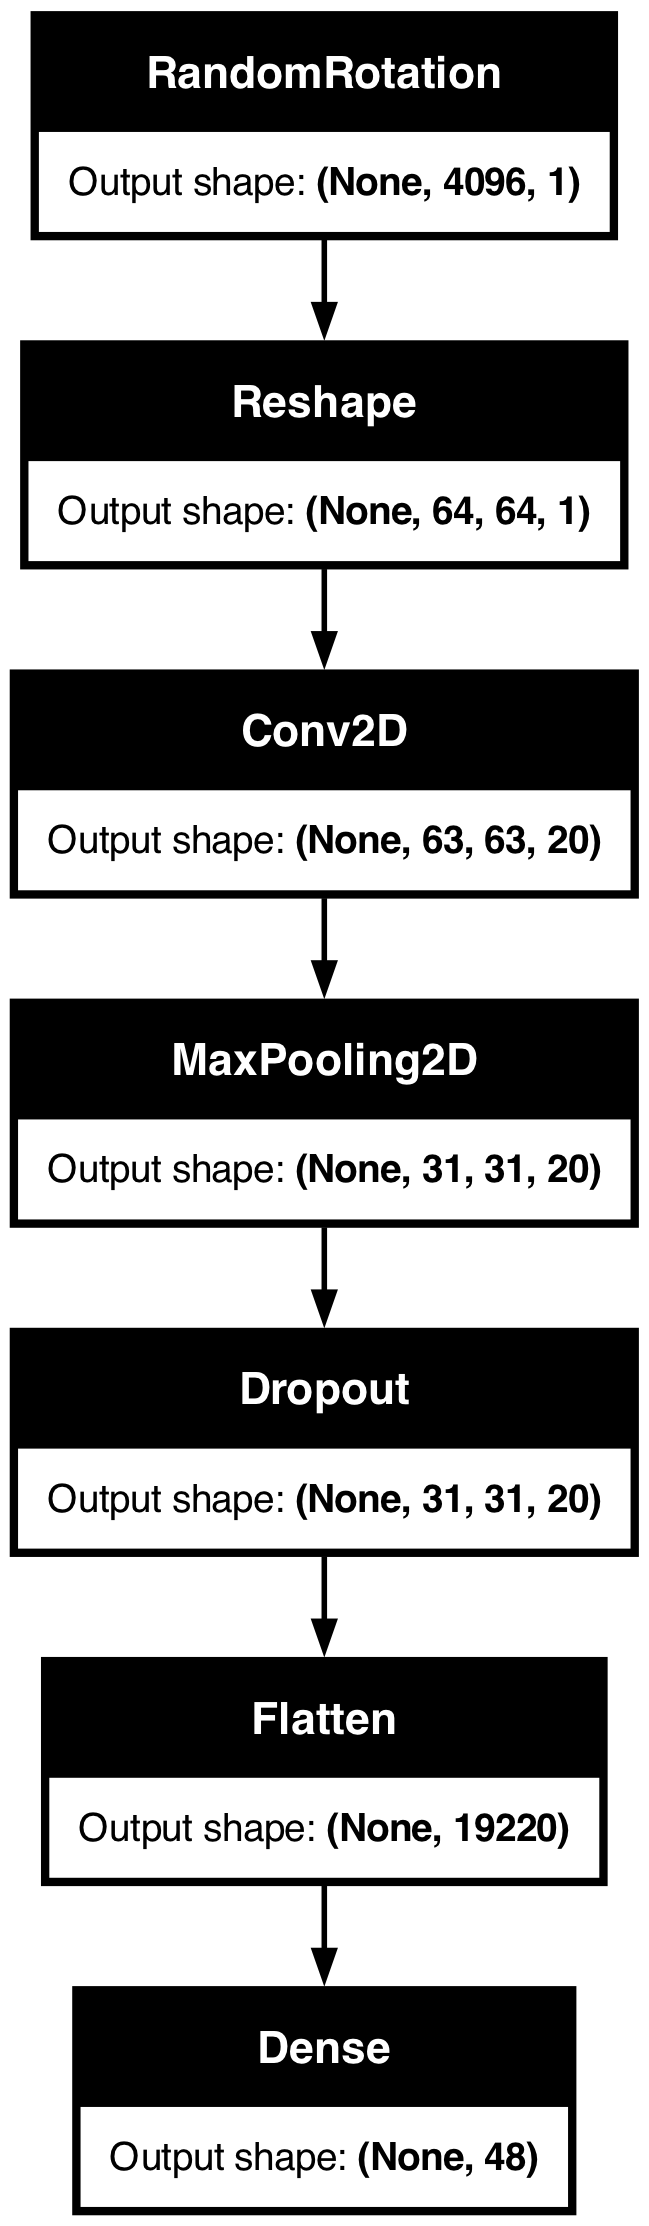 RandomRotation
Output shape: (None, 4096, 1)
Reshape
Output shape: (None, 64, 64, 1)
Conv2D
Output shape: (None, 63, 63, 20)
MaxPooling2D
Output shape: (None, 31, 31, 20)
Dropout
Output shape: (None, 31, 31, 20)
Flatten
Output shape: (None, 19220)
Dense
Output shape: (None, 48)